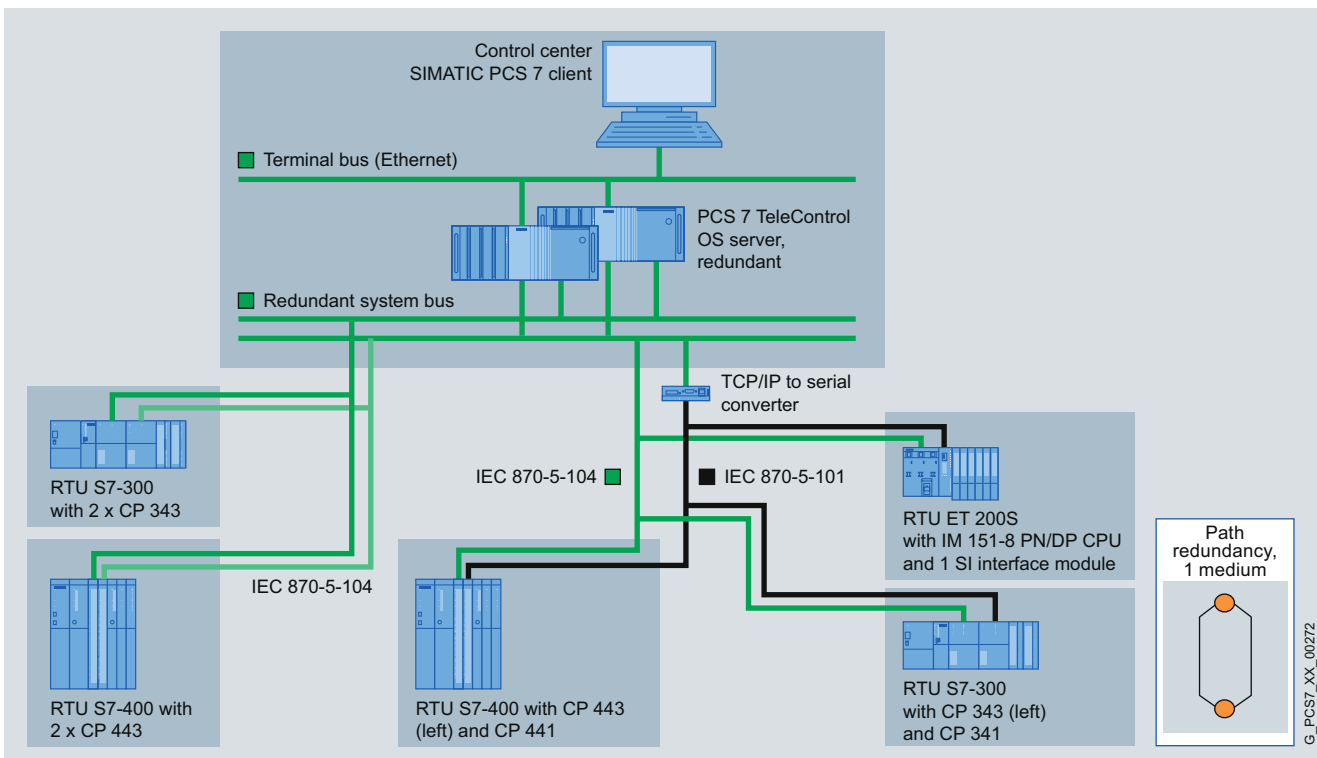 Control center
SIMATIC PCS 7 client
Terminal bus (Ethernet)
PCS 7 TeleControl
OS server,
redundant
Redundant system bus
TCP/IP to serial
converter
RTU S7-300
with 2 x CP 343
IEC 870-5-104
IEC 870-5-101
RTU ET 200S
with IM 151-8 PN/DP CPU
and 1 SI interface module
IEC 870-5-104
RTU S7-400 with
2 x CP 443
RTU S7-400 with CP 443
(left) and CP 441
RTU S7-300
with CP 343 (left)
and CP 341
Path
redundancy,
1 medium
G_PCS7_XX_00272